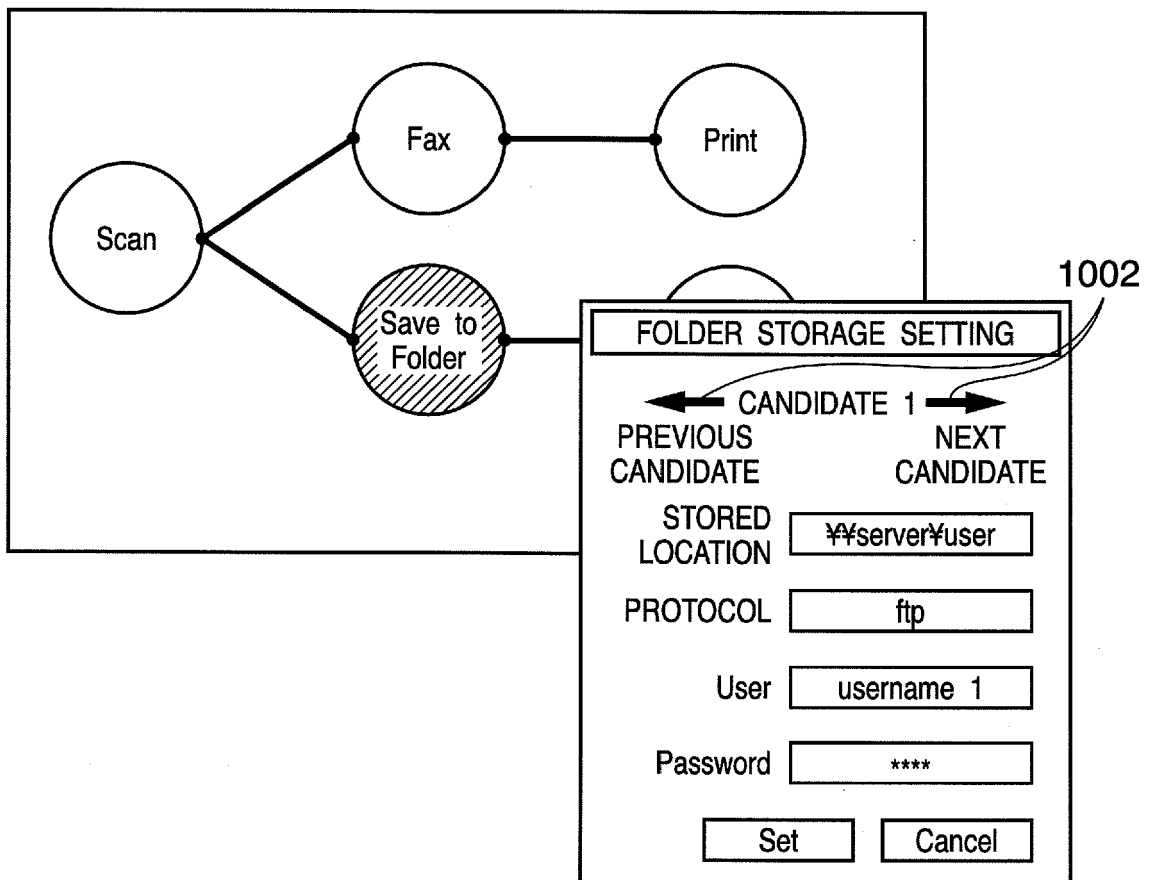 Fax
Print
Scan
Save to
Folder
1002
FOLDER STORAGE SETTING
CANDIDATE 1
PREVIOUS
CANDIDATE
NEXT
CANDIDATE
STORED
LOCATION
¥¥server¥user
PROTOCOL
ftp
User
username 1
Password
****
Set
Cancel